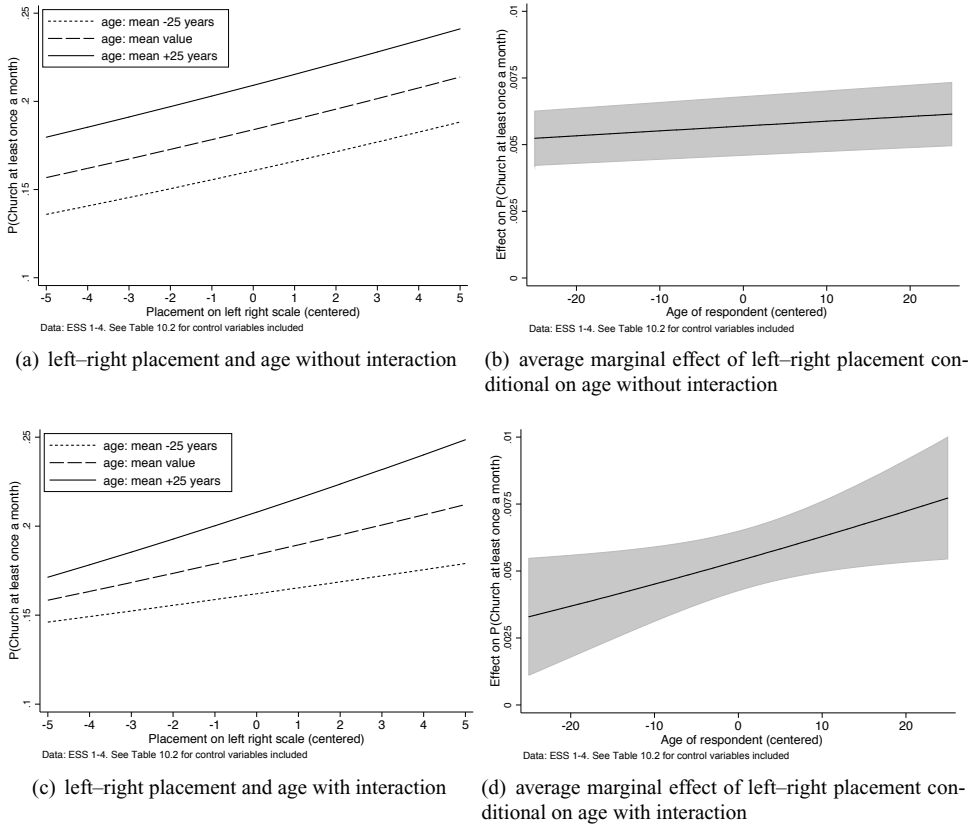 age: mean -25 years
age: mean value
age: mean +25 years
P(Church at least once a month)
.1 .15 .2 .25
-5 -4 -3 -2 -1 0 1 2 3 4 5
Placement on left right scale (centered)
Data: ESS 1-4. See Table 10.2 for control variables included
Effect on P(Church at least once a month)
0 .0025 .005 .0075 .01
-20 -10 0 10 20
Age of respondent (centered)
Data: ESS 1-4. See Table 10.2 for control variables included
(a) left–right placement and age without interaction
(b) average marginal effect of left–right placement con-
ditional on age without interaction
age: mean -25 years
age: mean value
age: mean +25 years
P(Church at least once a month)
.1 .15 .2 .25
-5 -4 -3 -2 -1 0 1 2 3 4 5
Placement on left right scale (centered)
Data: ESS 1-4. See Table 10.2 for control variables included
Effect on P(Church at least once a month)
0 .0025 .005 .0075 .01
-20 -10 0 10 20
Age of respondent (centered)
Data: ESS 1-4. See Table 10.2 for control variables included
(c) left–right placement and age with interaction
(d) average marginal effect of left–right placement con-
ditional on age with interaction